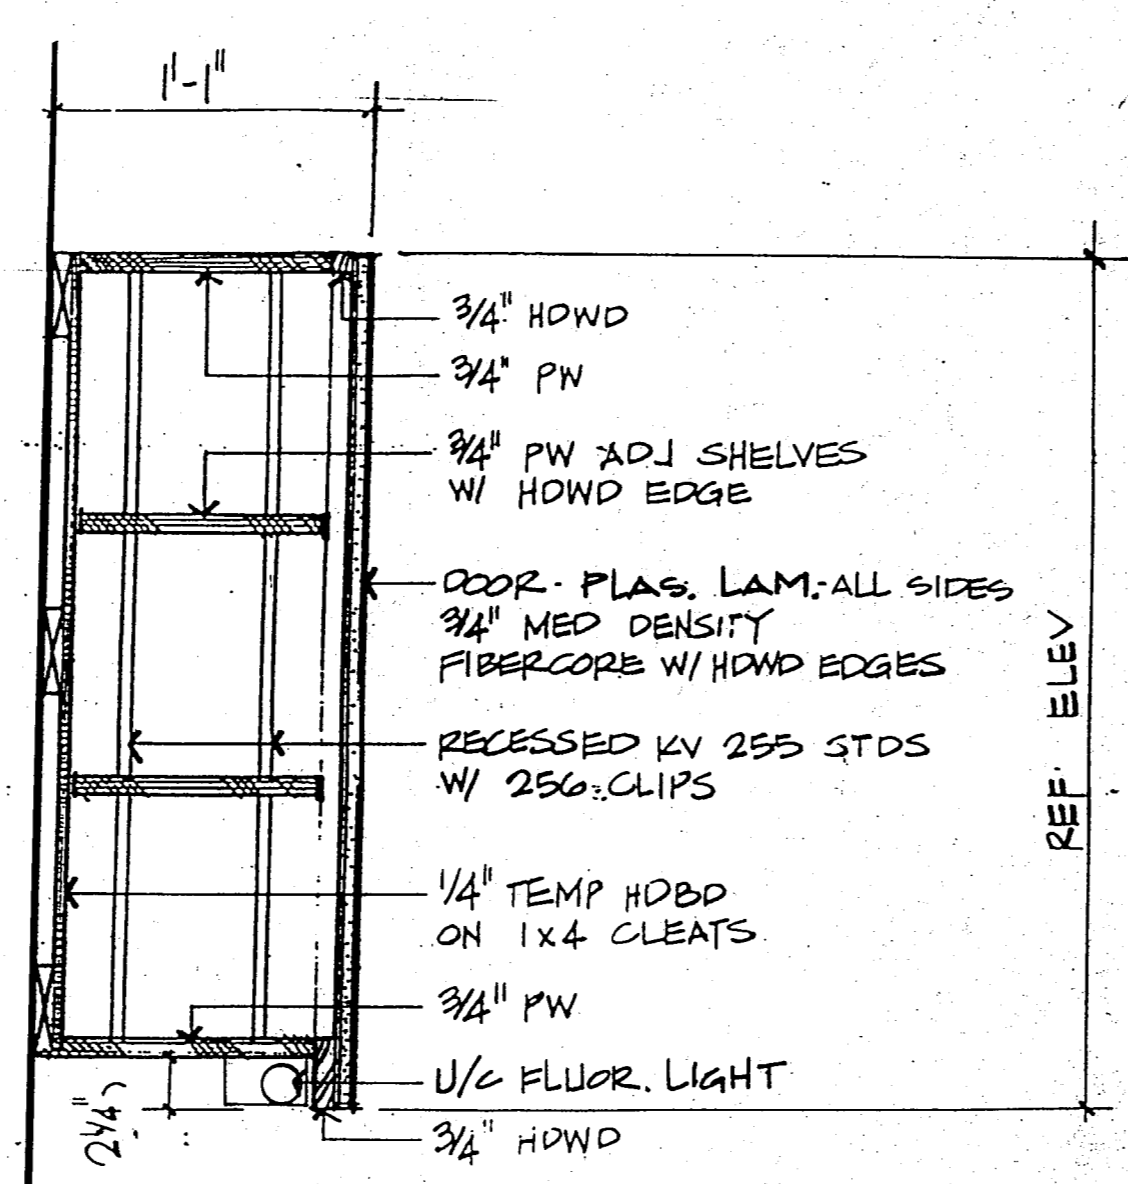 1'-1"
3/4" HDWD
3/4" PW
3/4" PW ADJ SHELVES
W/ HDWD EDGE
DOOR - PLAS. LAM.-ALL SIDES
3/4" MED DENSITY
FIBERCORE W/ HDWD EDGES
REF. ELEV
RECESSED KV 255 STDS
W/ 256 CLIPS
1/4" TEMP HDBD
ON 1x4 CLEATS
3/4" PW
U/C FLUOR. LIGHT
2 1/4"
3/4" HDWD